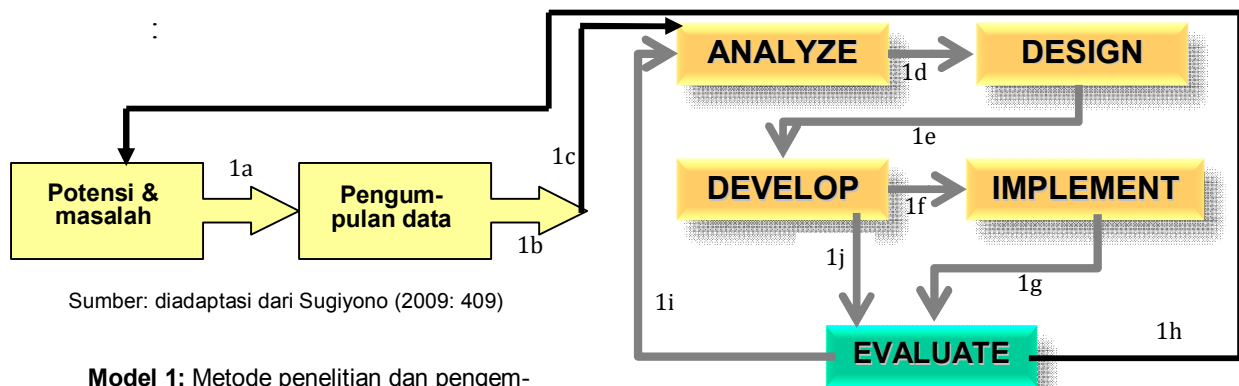 :
ANALYZE
1d
DESIGN
1e
1c
Potensi &
masalah
1a
Pengum-
pulan data
1b
DEVELOP
1f
IMPLEMENT
1j
1g
1i
1h
EVALUATE
Sumber: diadaptasi dari Sugiyono (2009: 409)
Model 1: Metode penelitian dan pengem-